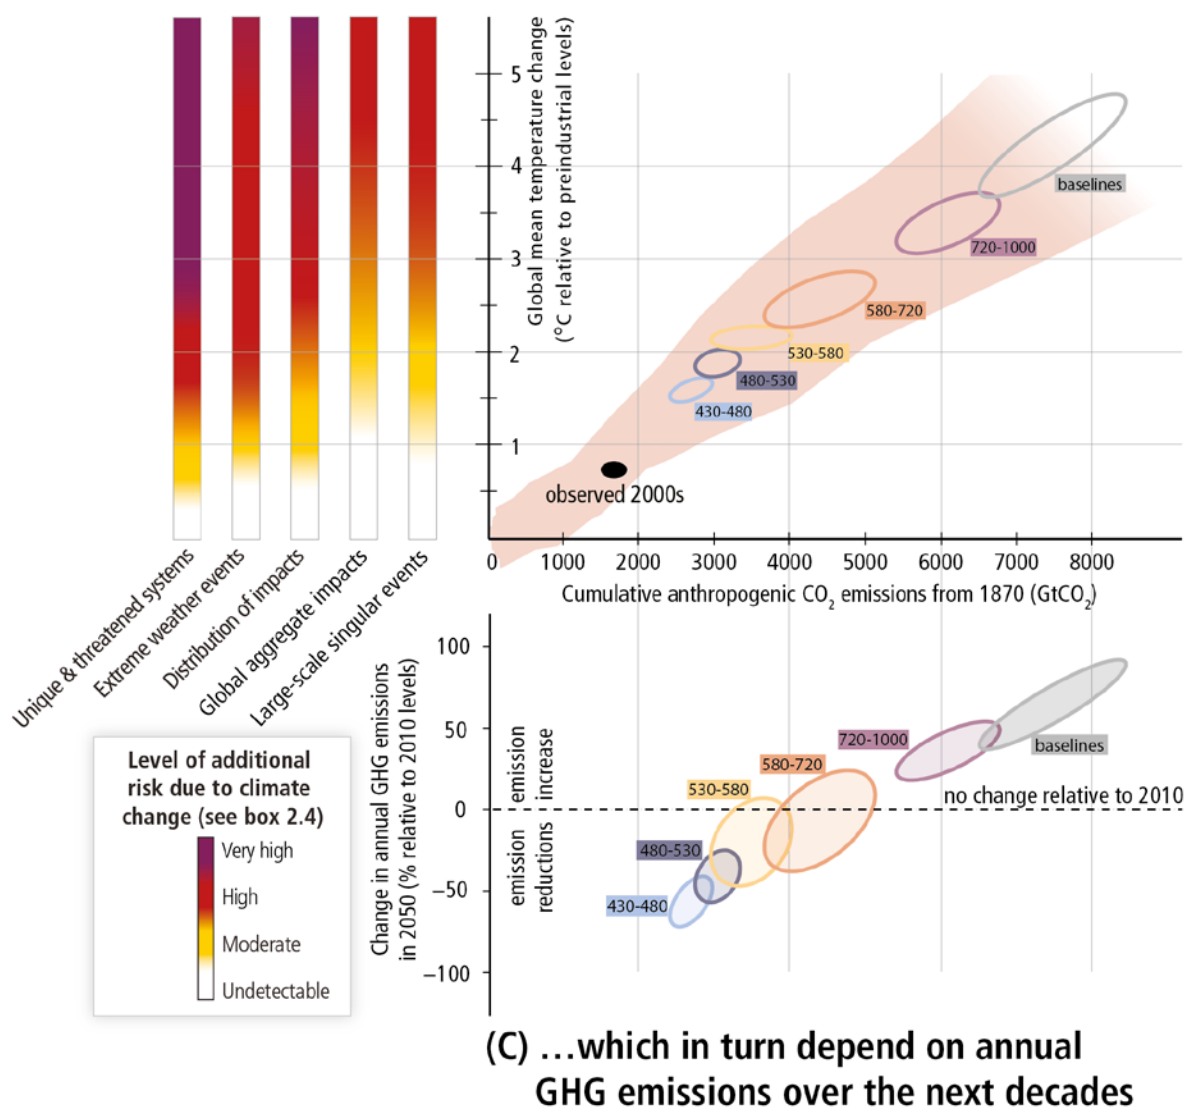 Global mean temperature change
(°C relative to preindustrial levels)
5
4
3
2
1
baselines
720-1000
580-720
530-580
480-530
430-480
observed 2000s
0
1000
2000
3000
4000
5000
6000
7000
8000
Cumulative anthropogenic CO2 emissions from 1870 (GtCO2)
Unique & threatened systems
Extreme weather events
Distribution of impacts
Global aggregate impacts
Large-scale singular events
Level of additional
risk due to climate
change (see box 2.4)
Very high
High
Moderate
Undetectable
Change in annual GHG emissions
in 2050 (% relative to 2010 levels)
100
50
0
−50
−100
emission
increase
emission
reductions
720-1000
baselines
580-720
530-580
no change relative to 2010
480-530
430-480
(C) ...which in turn depend on annual
GHG emissions over the next decades